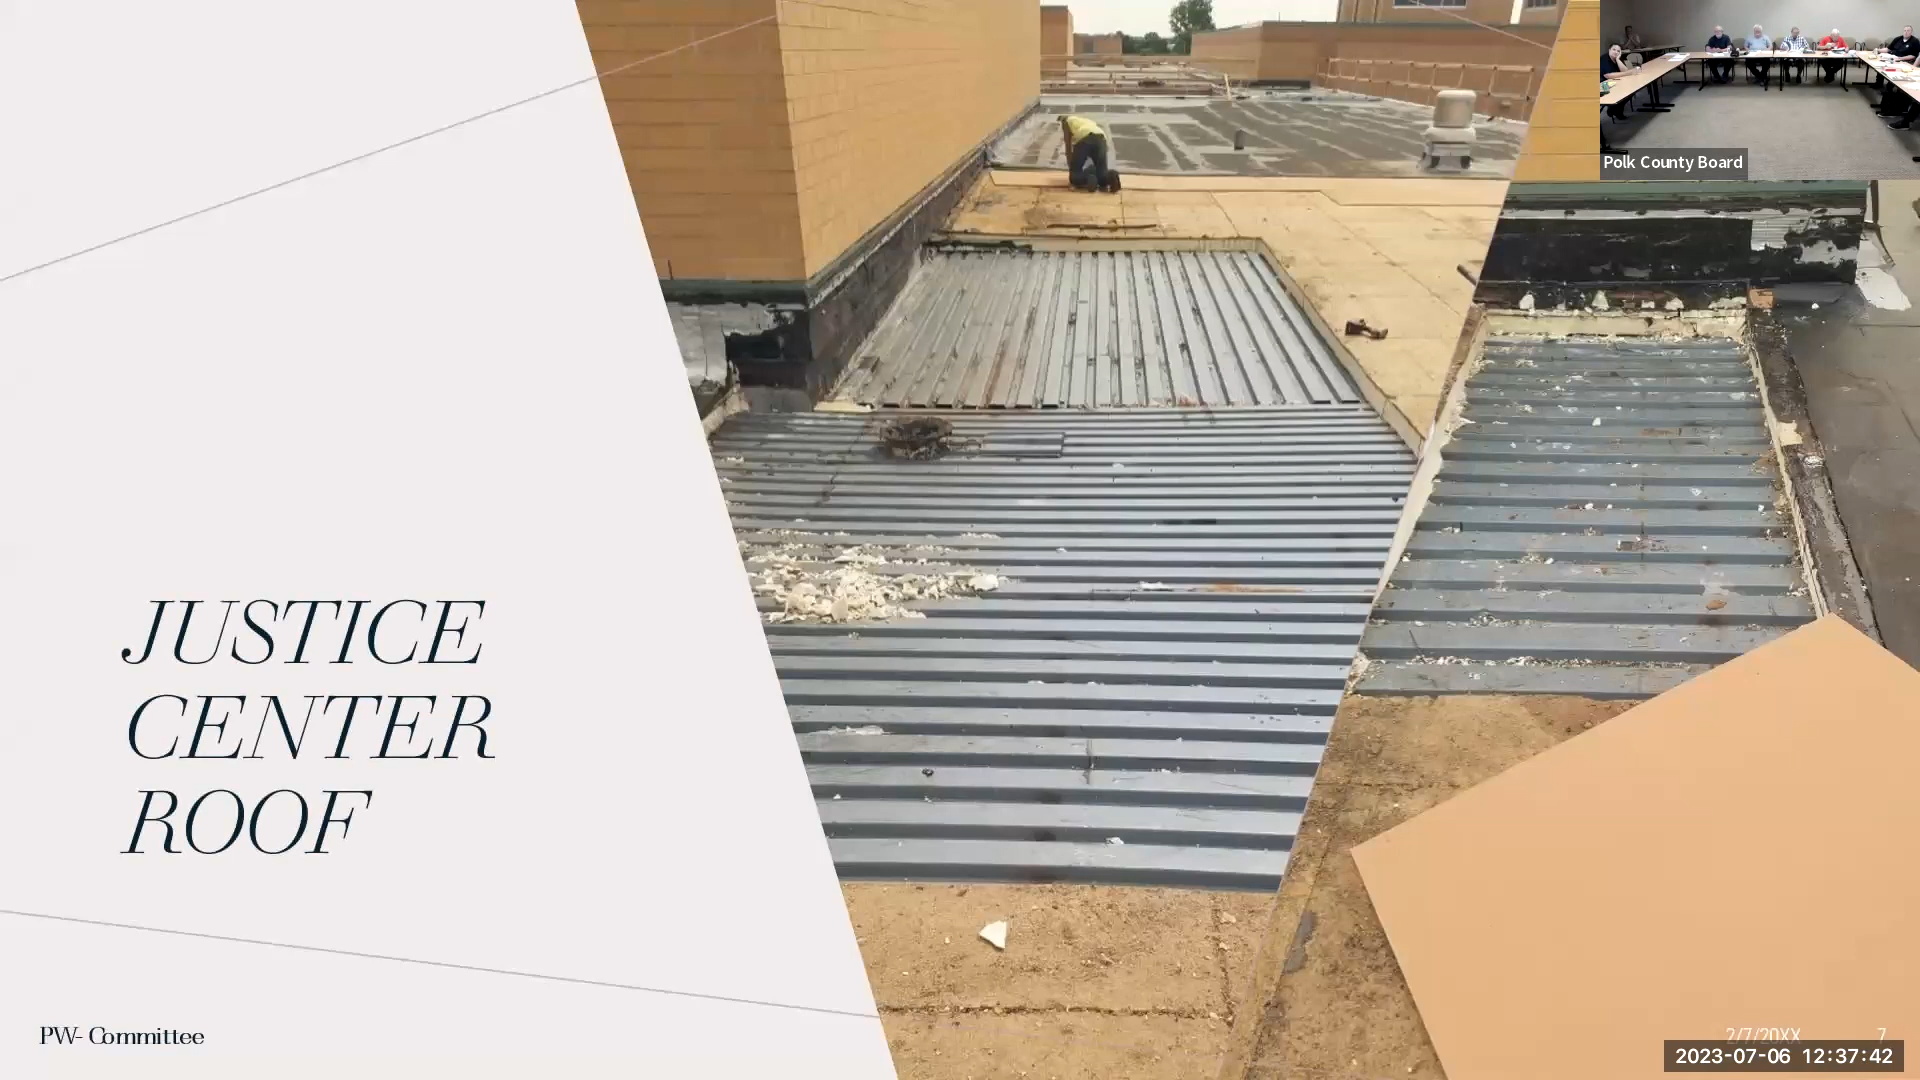 Polk County Board
JUSTICE
CENTER
ROOF
PW- Committee
2/7/20XX
7
2023-07-06 12:37:42